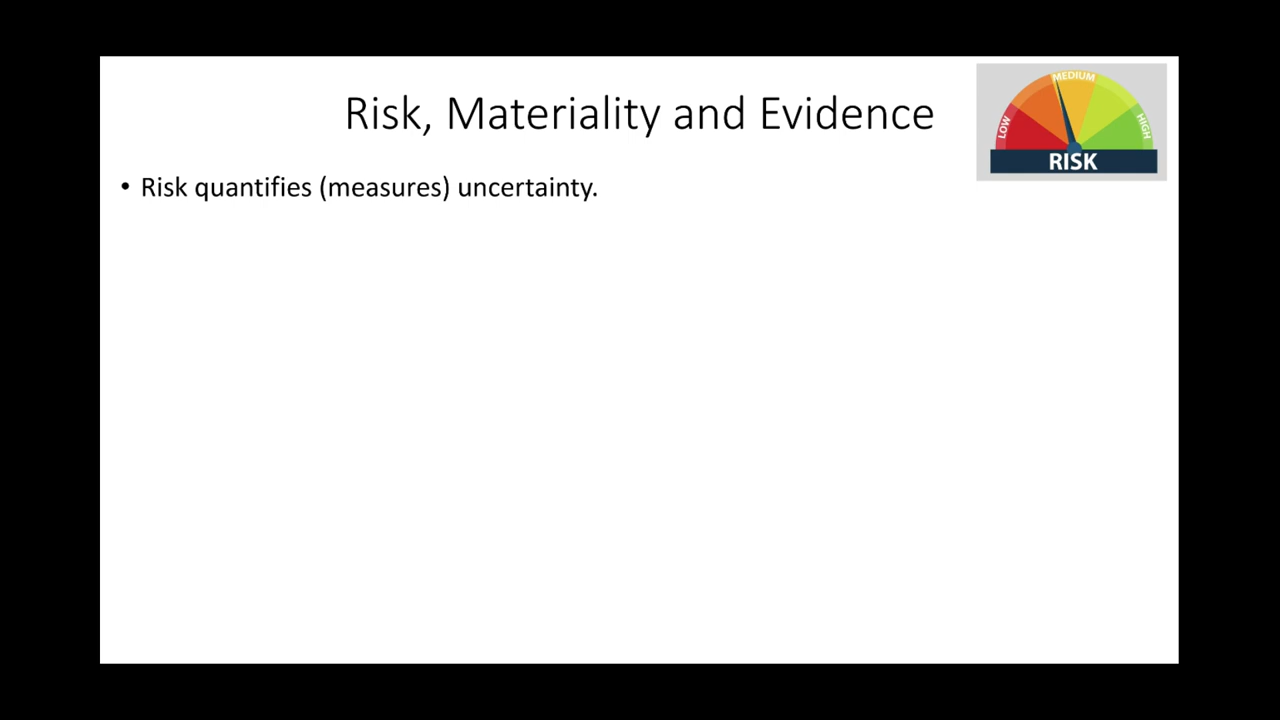 Risk, Materiality and Evidence
LOW
MEDIUM
HIGH
RISK
• Risk quantifies (measures) uncertainty.